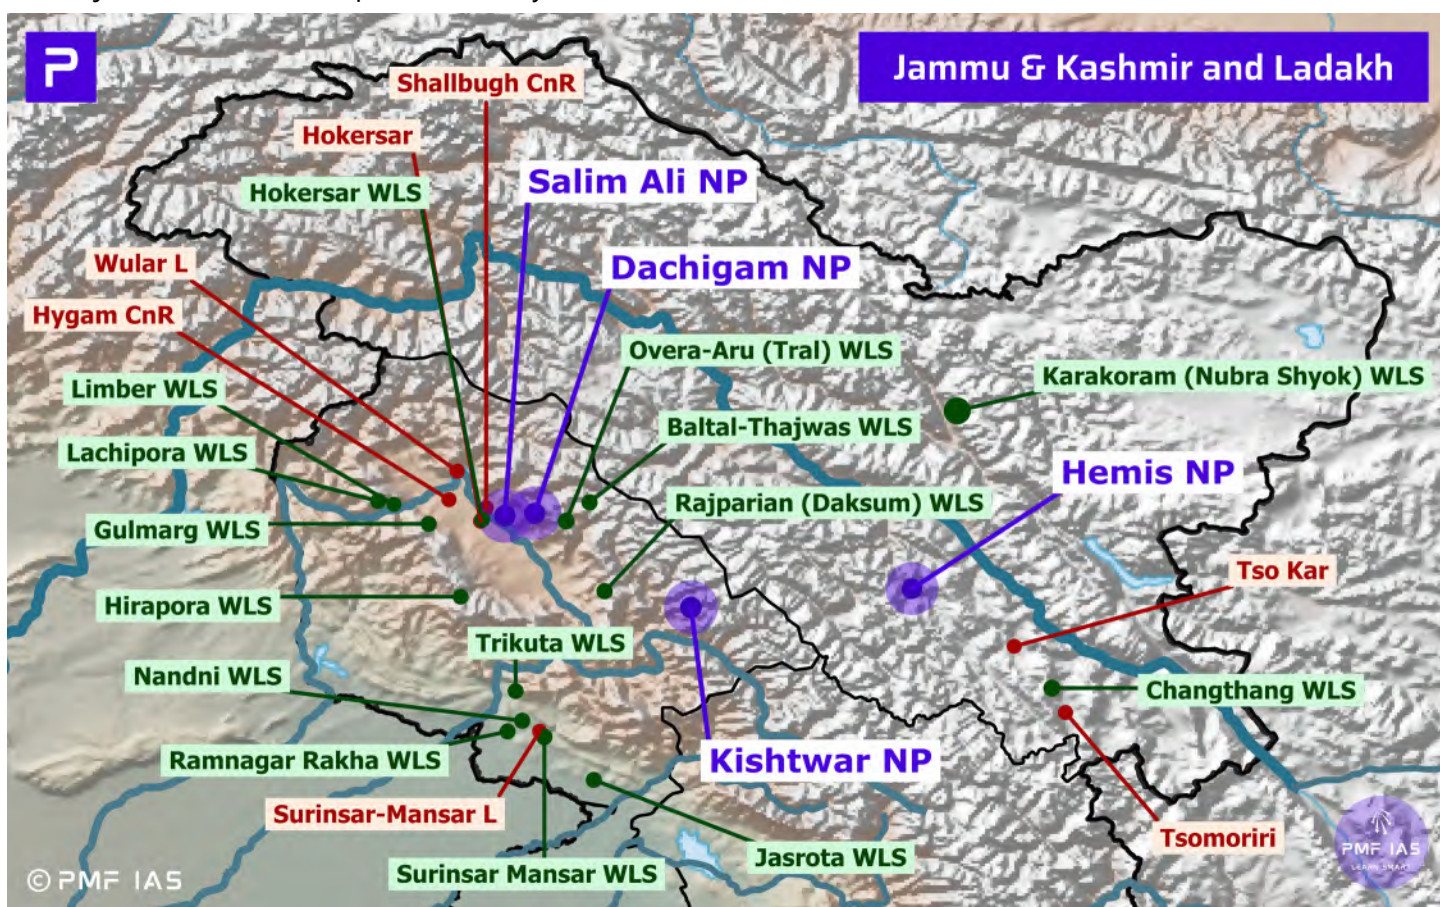 P
Jammu & Kashmir and Ladakh
Shallbugh CnR
Hokersar
Hokersar WLS
Salim Ali NP
Wular L
Dachigam NP
Hygam CnR
Overa-Aru (Tral) WLS
Limber WLS
Karakoram (Nubra Shyok) WLS
Baltal-Thajwas WLS
Lachipora WLS
Hemis NP
Rajparian (Daksum) WLS
Gulmarg WLS
Tso Kar
Hirapora WLS
Trikuta WLS
Nandni WLS
Changthang WLS
Ramnagar Rakha WLS
Kishtwar NP
Surinsar-Mansar L
Tsomoriri
Jasrota WLS
Surinsar Mansar WLS
© PMF IAS
PMF IAS
LEARN SMART